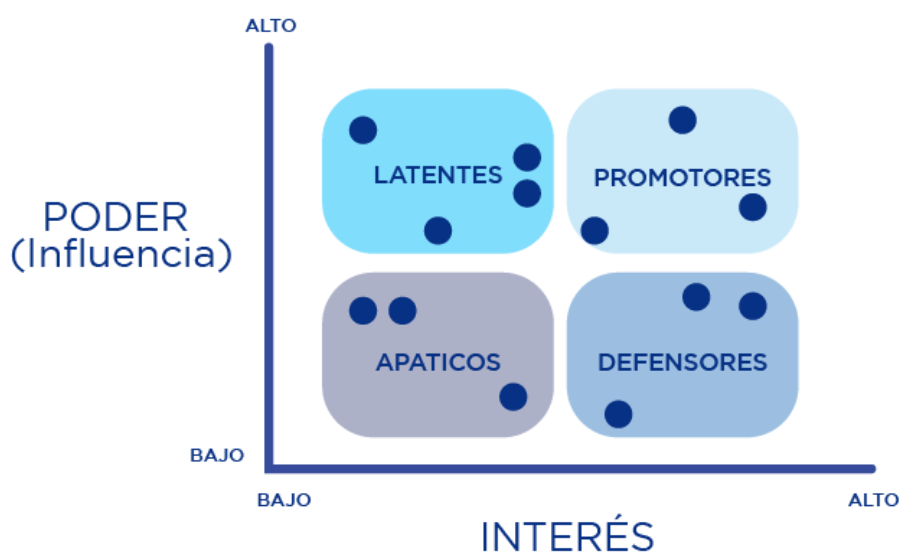 ALTO
LATENTES
PROMOTORES
PODER
(Influencia)
APATICOS
DEFENSORES
BAJO
BAJO
ALTO
INTERÉS